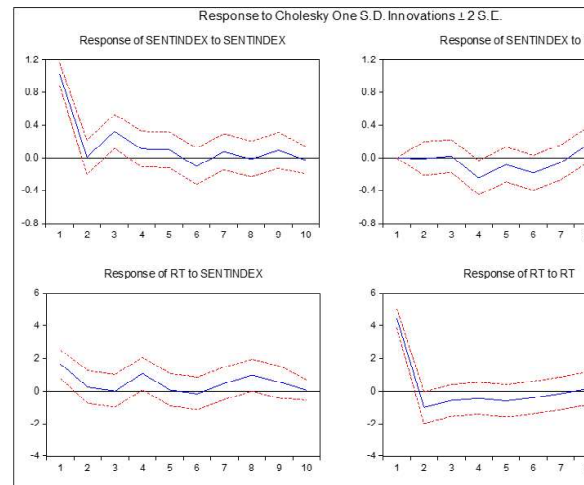 Response to Cholesky One S.D. Innovations ± 2 S.E.
Response of SENTINDEX to SENTINDEX
Response of SENTINDEX to
1.2
0.8
0.4
0.0
-0.4
-0.8
1 2 3 4 5 6 7 8 9 10
1.2
0.8
0.4
0.0
-0.4
-0.8
1 2 3 4 5 6 7
Response of RT to SENTINDEX
Response of RT to RT
6
4
2
0
-2
-4
1 2 3 4 5 6 7 8 9 10
6
4
2
0
-2
-4
1 2 3 4 5 6 7